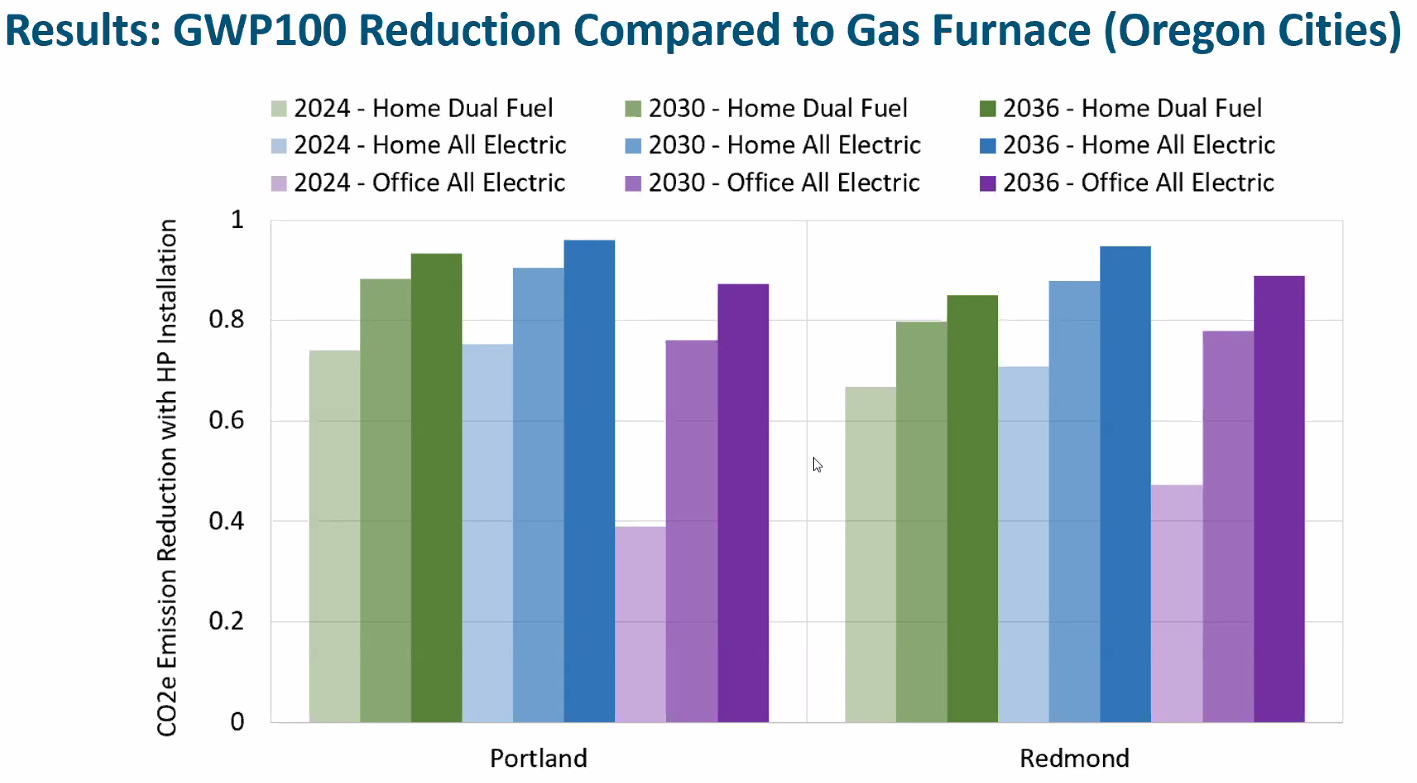 Results: GWP100 Reduction Compared to Gas Furnace (Oregon Cities)
2024 - Home Dual Fuel
2030 - Home Dual Fuel
2036 - Home Dual Fuel
2024 - Home All Electric
2030 - Home All Electric
2036 - Home All Electric
2024 - Office All Electric
2030 - Office All Electric
2036 - Office All Electric
CO2e Emission Reduction with HP Installation
1
0.8
0.6
0.4
0.2
0
Portland
Redmond